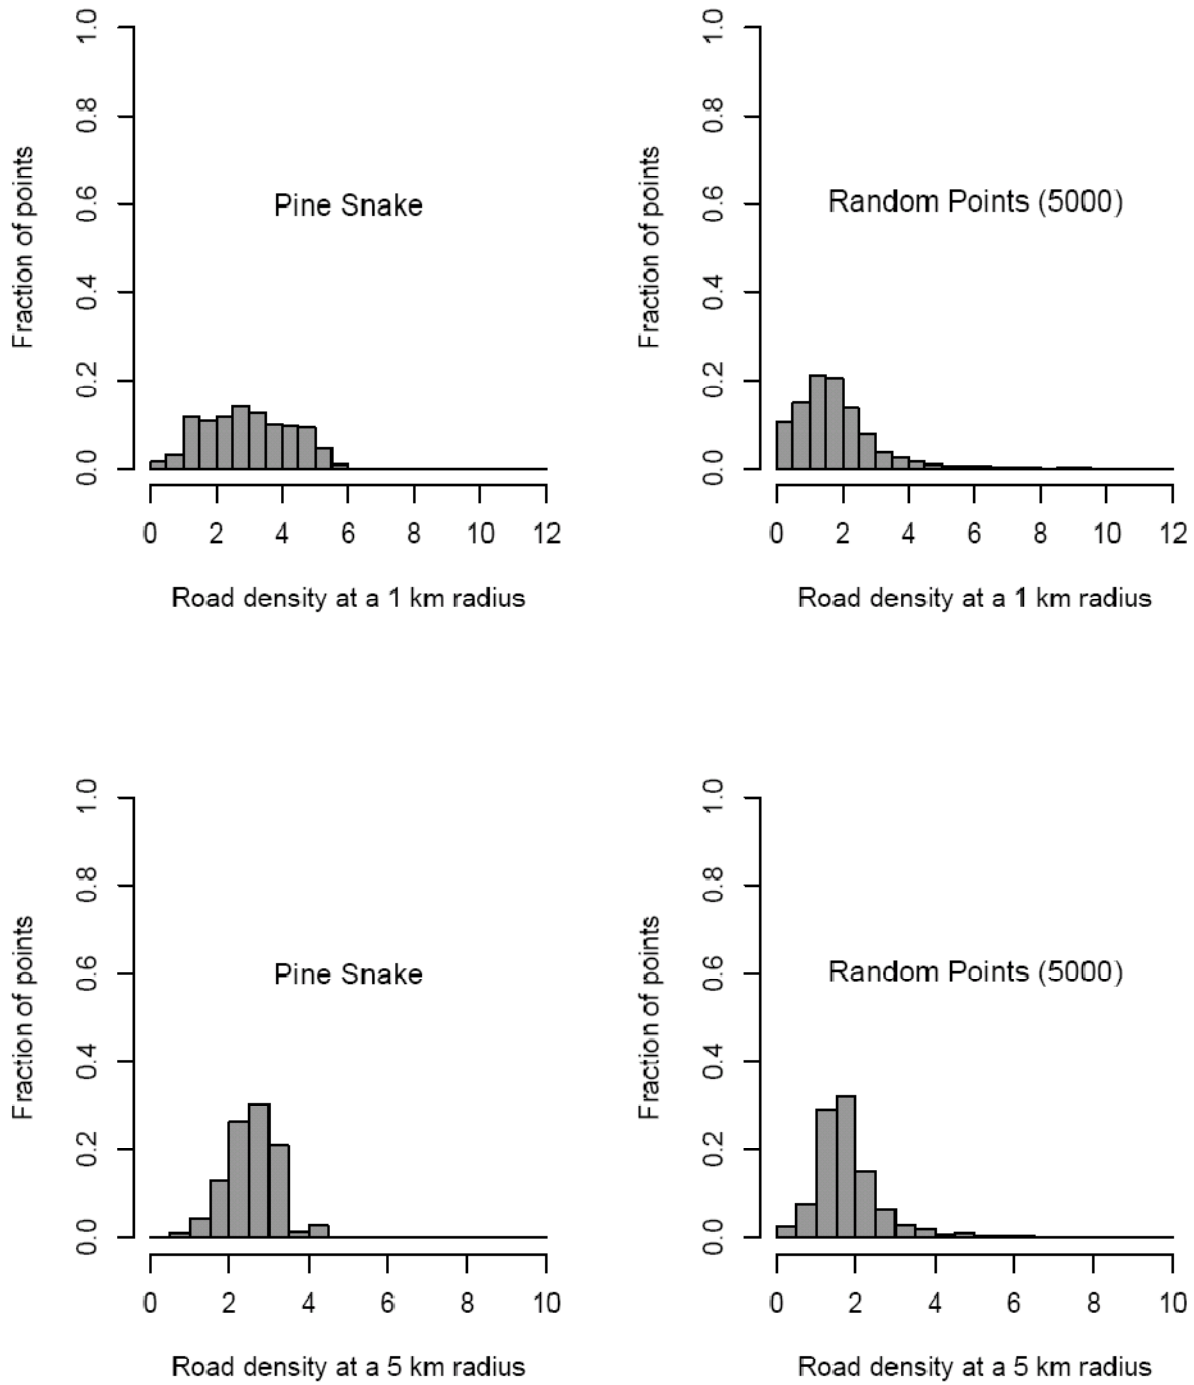 1.0
0.8
0.6
0.4
0.2
0.0
Fraction of points
Pine Snake
0 2 4 6 8 10 12
Road density at a 1 km radius
1.0
0.8
0.6
0.4
0.2
0.0
Fraction of points
Random Points (5000)
0 2 4 6 8 10 12
Road density at a 1 km radius
1.0
0.8
0.6
0.4
0.2
0.0
Fraction of points
Pine Snake
0 2 4 6 8 10
Road density at a 5 km radius
1.0
0.8
0.6
0.4
0.2
0.0
Fraction of points
Random Points (5000)
0 2 4 6 8 10
Road density at a 5 km radius